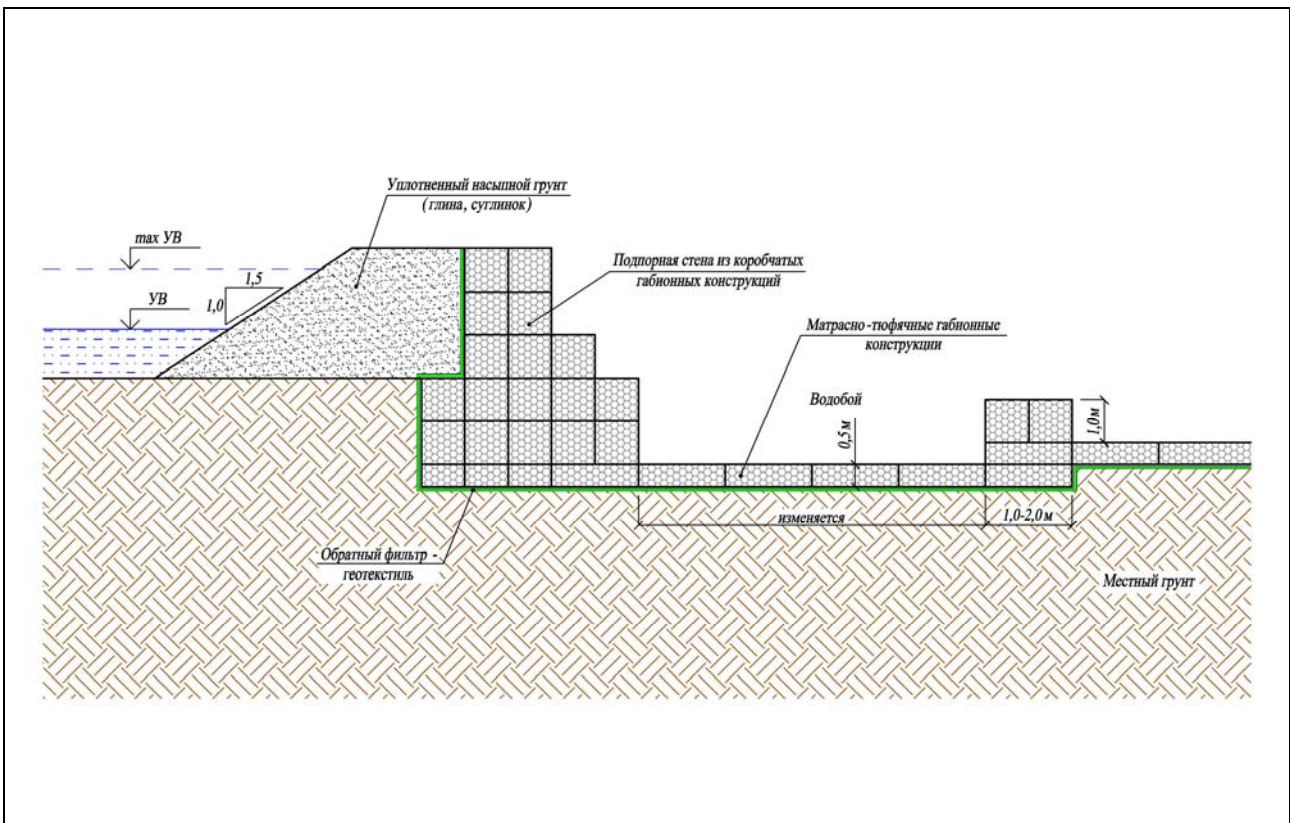 Уплотненный насыпной грунт
(глина, суглинок)
max УВ
1,5
1,0
УВ
Подпорная стена из коробчатых
габионных конструкций
Матрасно-тюфячные габионные
конструкции
Водобой
0,5м
1,0м
изменяется
1,0-2,0м
Обратный фильтр -
геотекстиль
Местный грунт